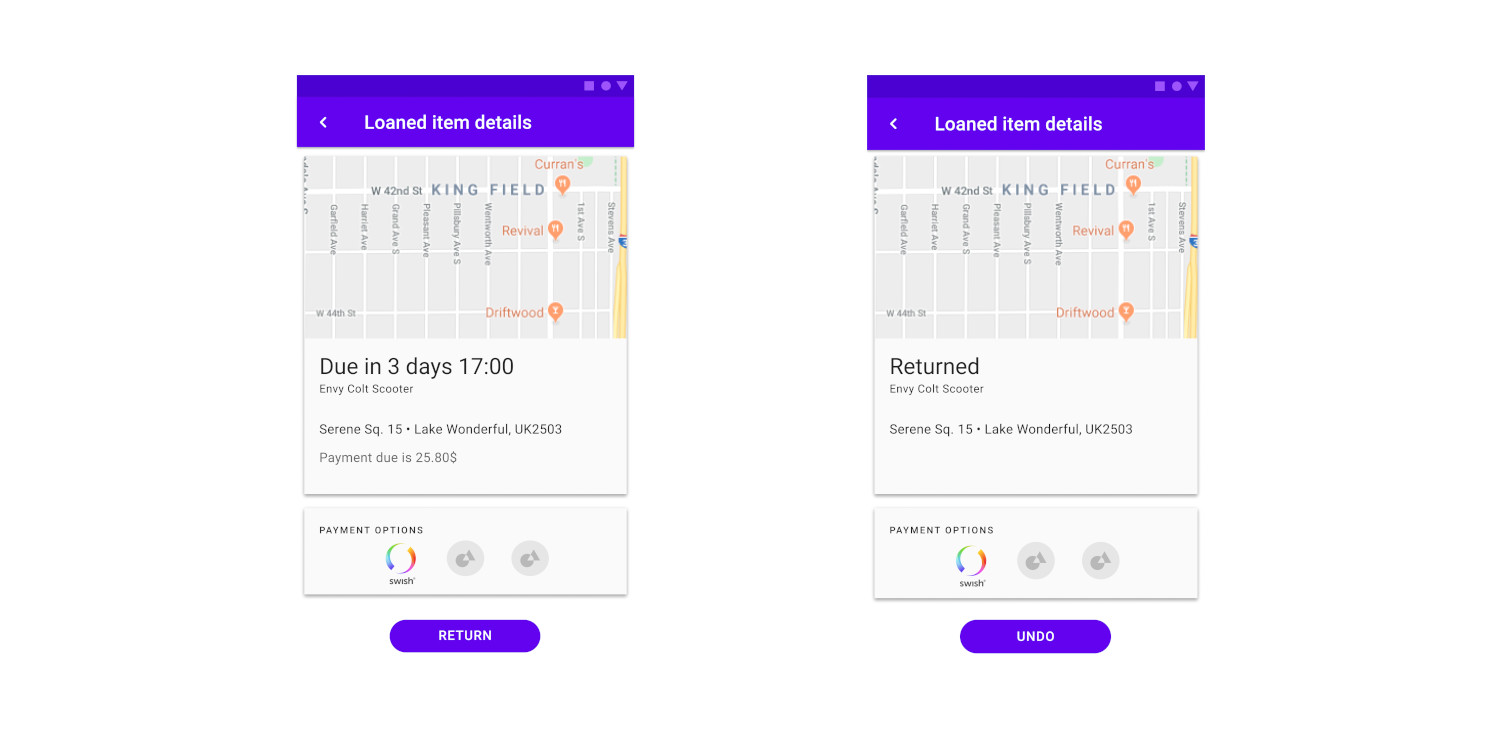 Loaned item details
Curran's
W 42nd St KING FIELD
Garfield Ave
Harriet Ave
Grand Ave S
Pleasant Ave
Pillsbury Ave S
Wentworth Ave
1st Ave S
Stevens Ave
Revival
Driftwood
W 44th St
Due in 3 days 17:00
Envy Colt Scooter
Serene Sq. 15 • Lake Wonderful, UK2503
Payment due is 25.80$
PAYMENT OPTIONS
swish
RETURN
Loaned item details
Curran's
W 42nd St KING FIELD
Garfield Ave
Harriet Ave
Grand Ave S
Pleasant Ave
Pillsbury Ave S
Wentworth Ave
1st Ave S
Stevens Ave
Revival
Driftwood
W 44th St
Returned
Envy Colt Scooter
Serene Sq. 15 • Lake Wonderful, UK2503
PAYMENT OPTIONS
swish
UNDO